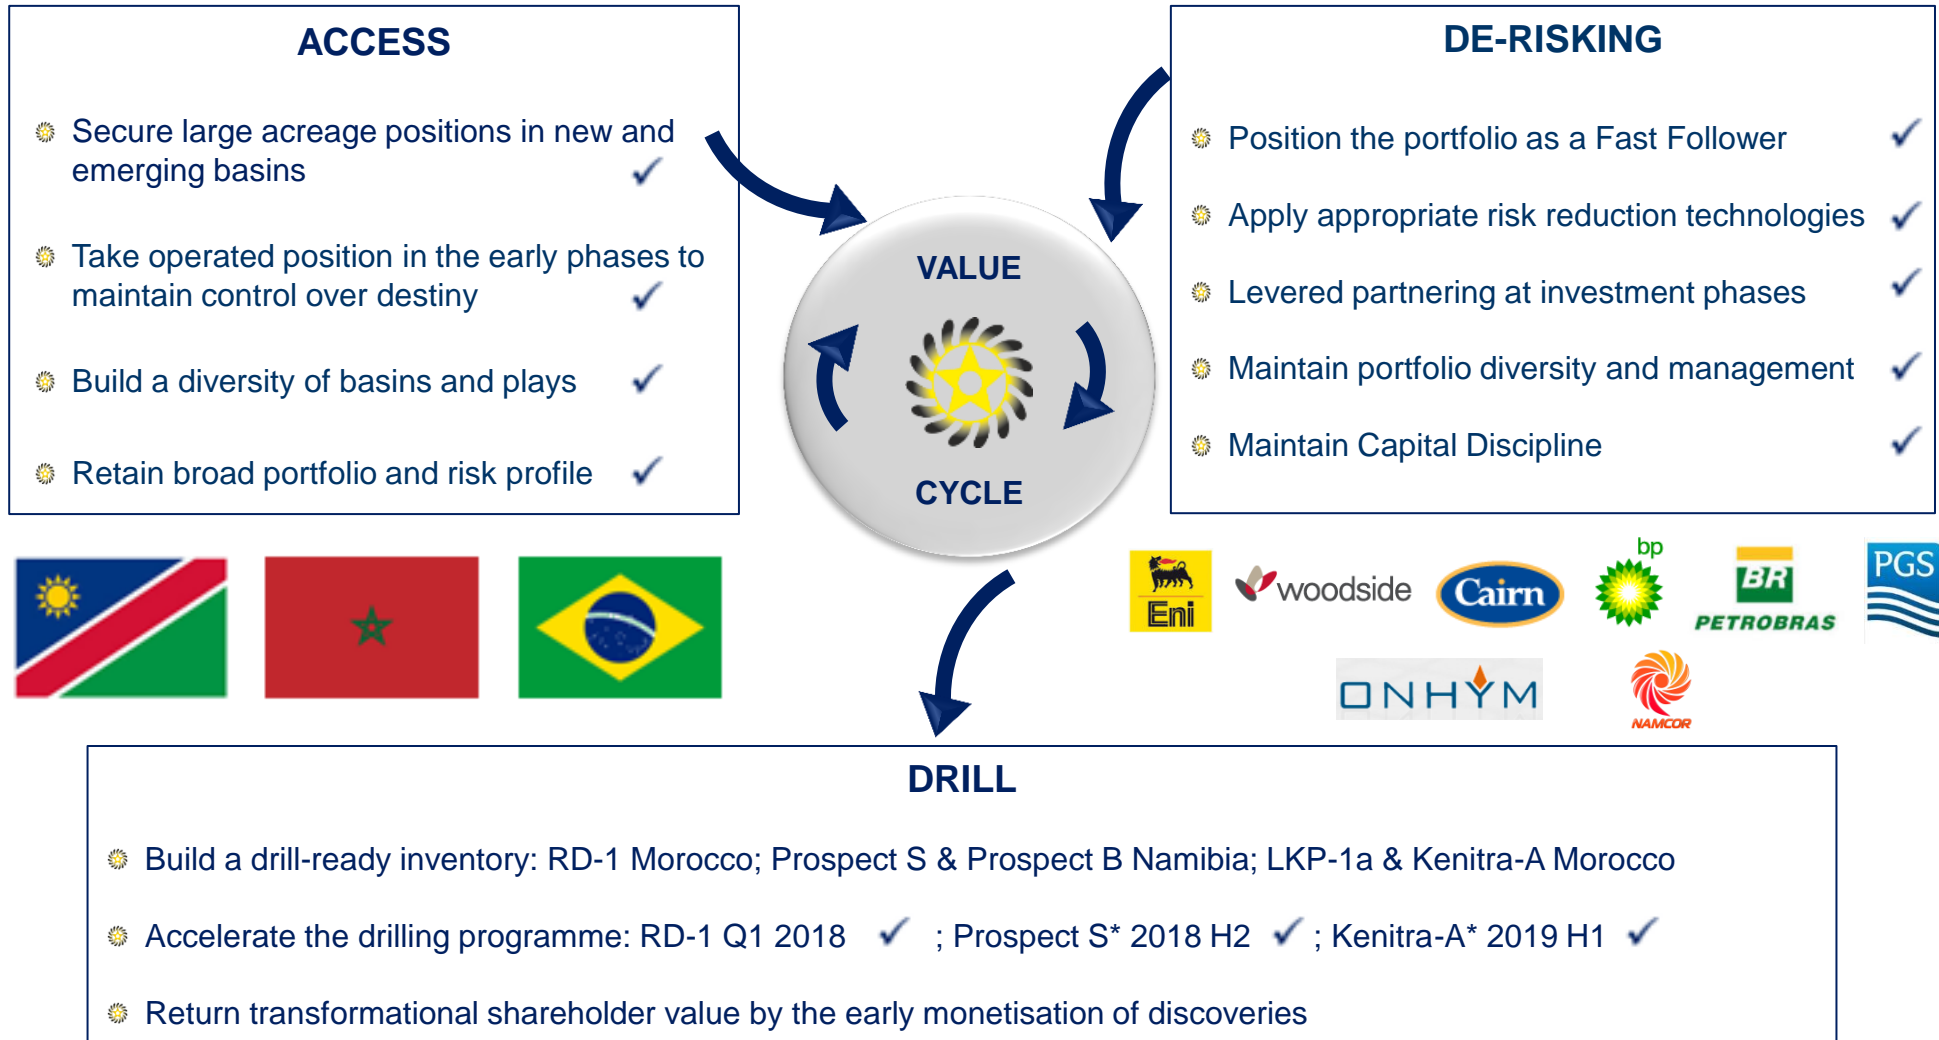 ACCESS
Secure large acreage positions in new and
emerging basins
Take operated position in the early phases to
maintain control over destiny
Build a diversity of basins and plays
Retain broad portfolio and risk profile
VALUE
CYCLE
DE-RISKING
Position the portfolio as a Fast Follower
Apply appropriate risk reduction technologies
Levered partnering at investment phases
Maintain portfolio diversity and management
Maintain Capital Discipline
Eni
woodside
Cairn
bp
BR
PETROBRAS
PGS
ONHYM
NAMCOR
DRILL
Build a drill-ready inventory: RD-1 Morocco; Prospect S & Prospect B Namibia; LKP-1a & Kenitra-A Morocco
Accelerate the drilling programme: RD-1 Q1 2018 ✓ ; Prospect S* 2018 H2 ✓ ; Kenitra-A* 2019 H1 ✓
Return transformational shareholder value by the early monetisation of discoveries